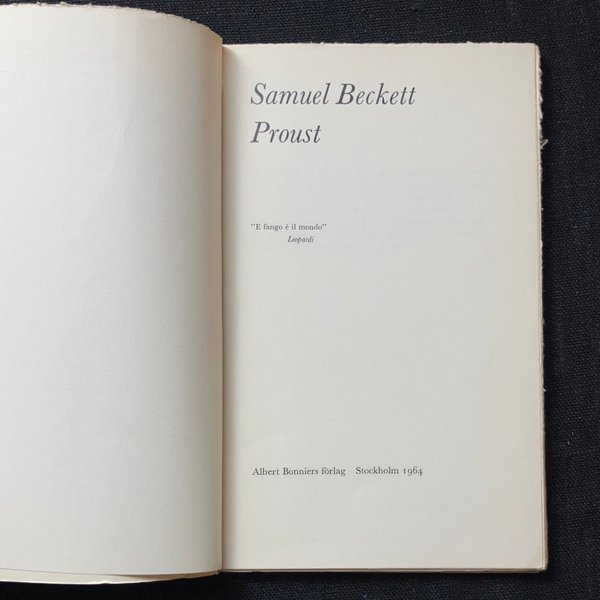 Samuel Beckett
Proust
"E fango è il mondo"
Leopardi
Albert Bonniers förlag Stockholm 1964